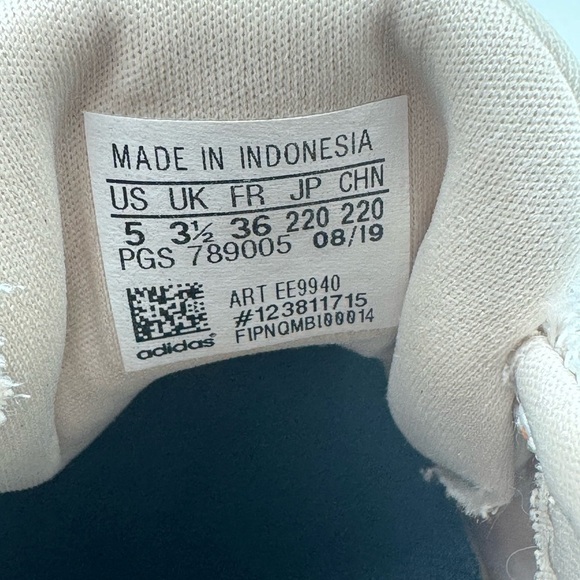 MADE IN INDONESIA
US UK FR JP CHN
5 3½ 36 220 220
PGS 789005 08/19
ART EE9940
#123811715
F1PNQMBI00014
adidas